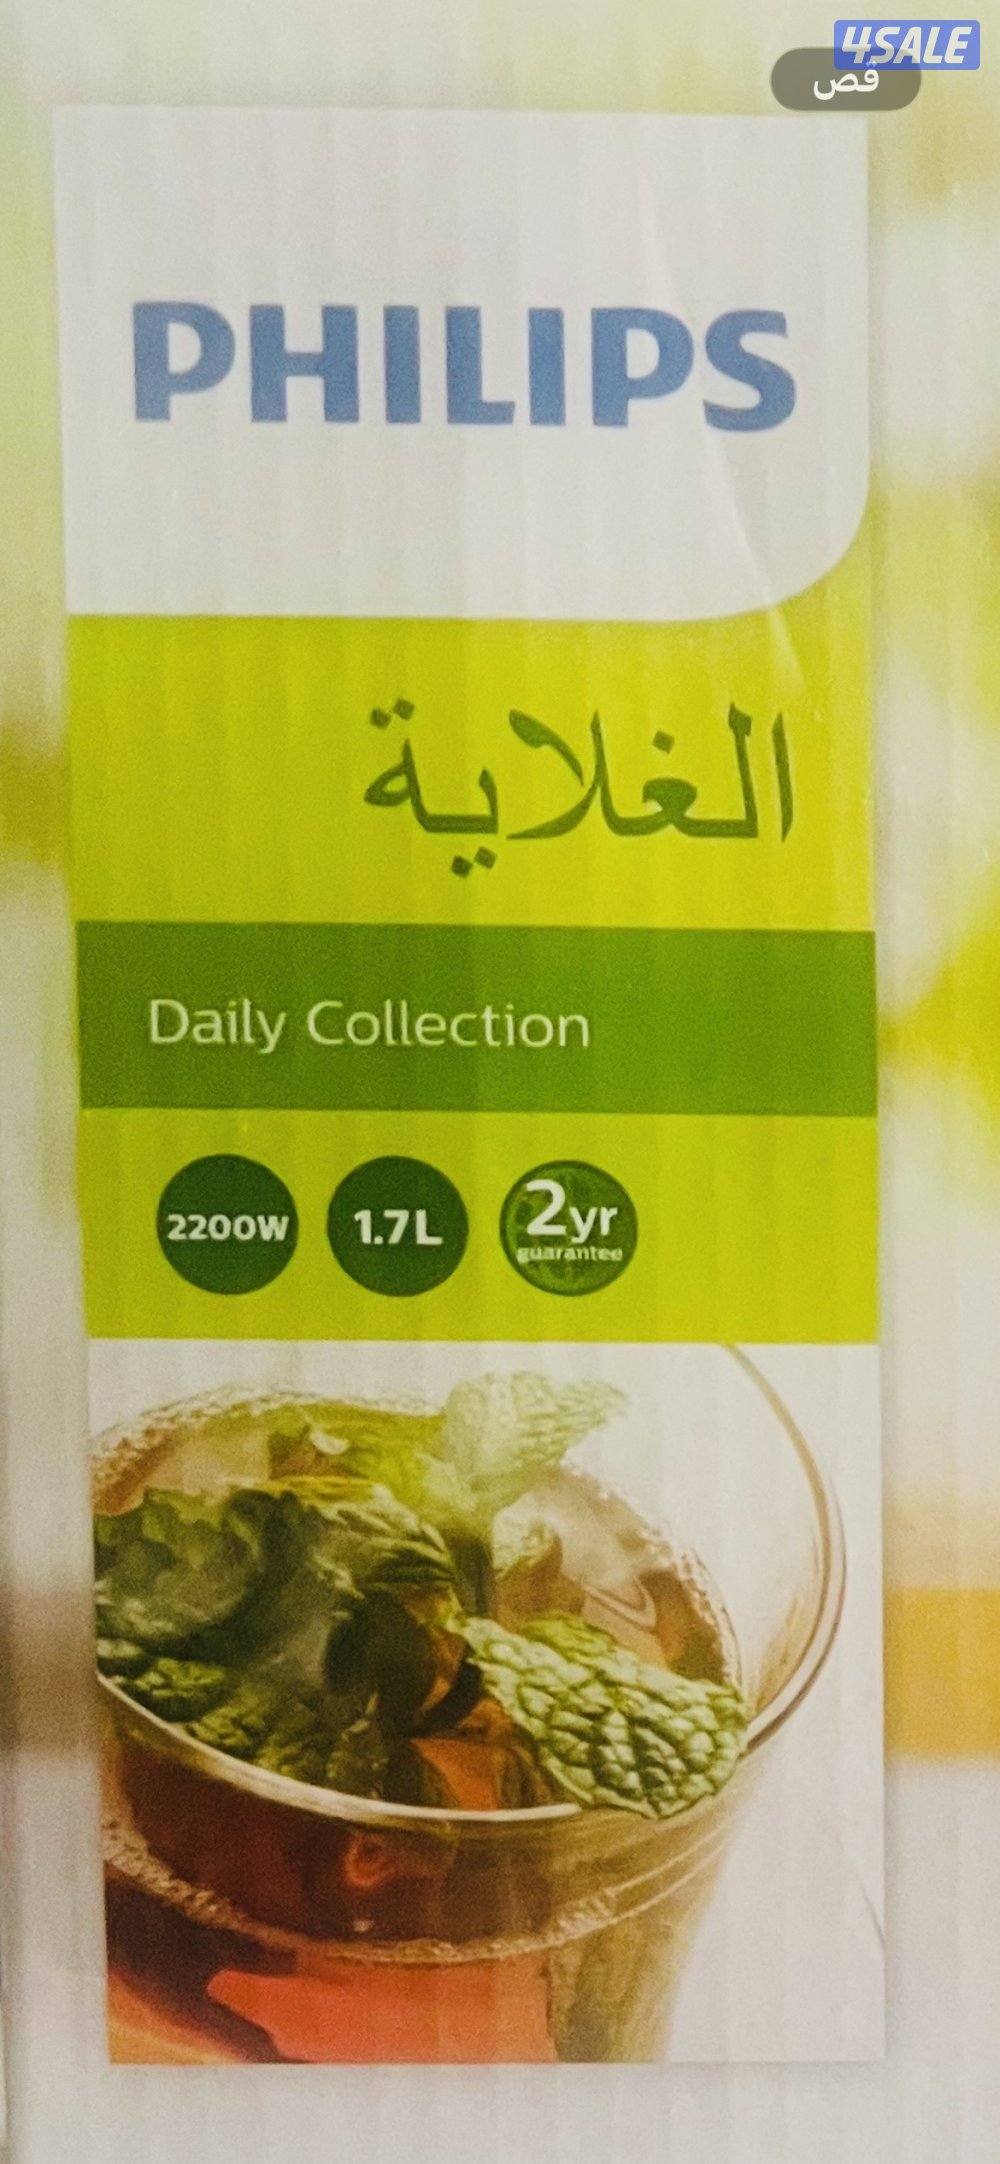 4SALE
قص
PHILIPS
الغلاية
Daily Collection
2200W
1.7L
2yr
guarantee